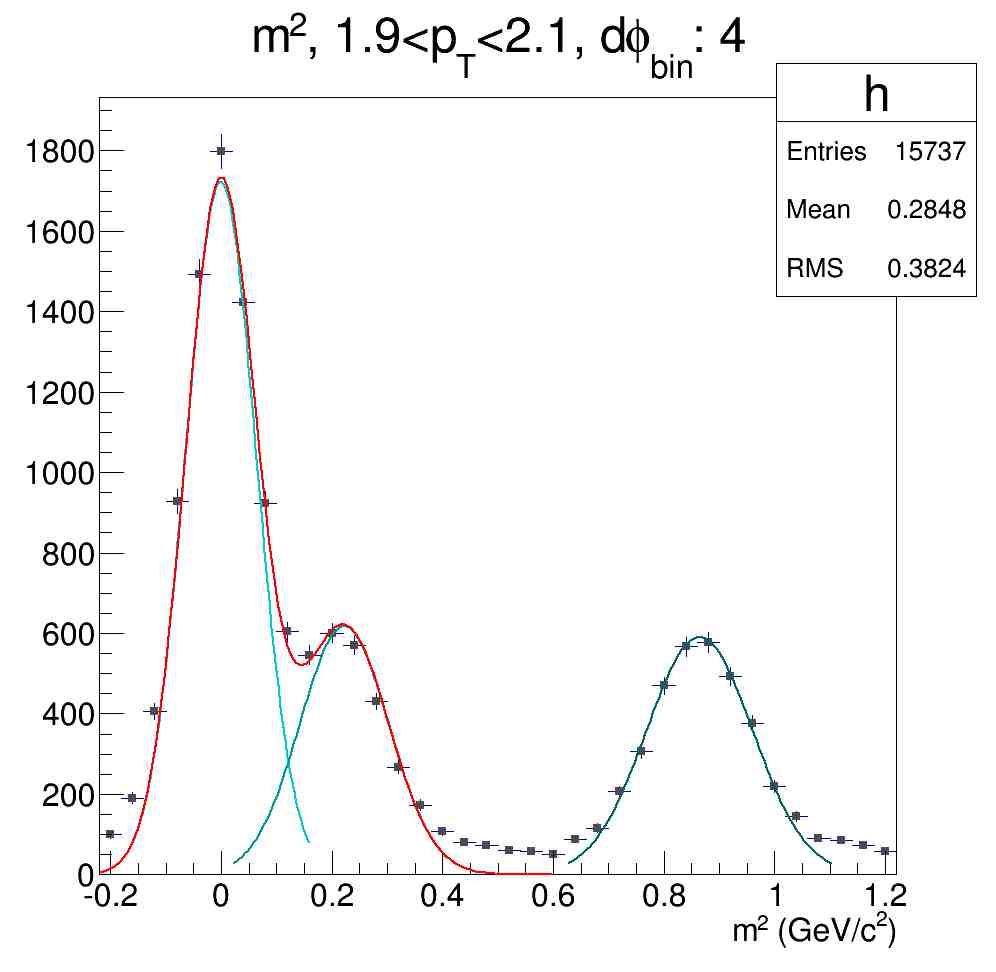 m², 1.9<p_T<2.1, dϕ_bin: 4
h
Entries 15737
Mean 0.2848
RMS 0.3824
1800
1600
1400
1200
1000
800
600
400
200
0
-0.2 0 0.2 0.4 0.6 0.8 1 1.2
m² (GeV/c²)